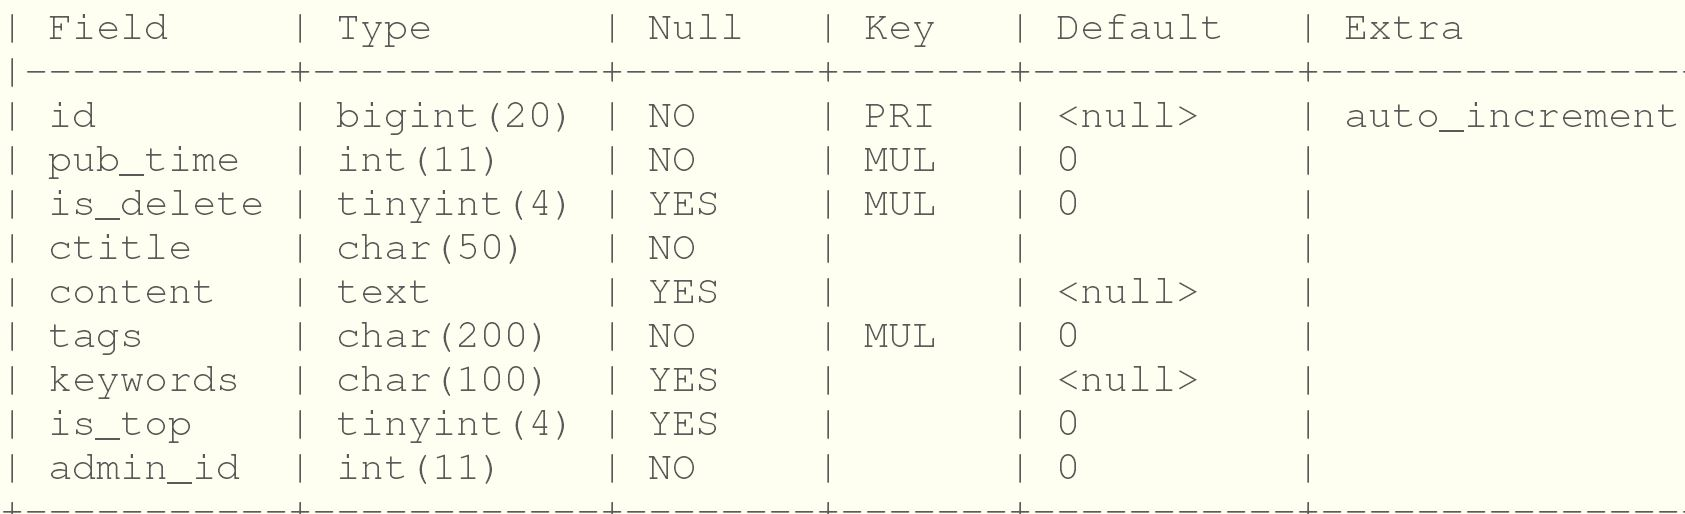 | Field     | Type        | Null   | Key   | Default   | Extra
|-----------+-------------+--------+-------+-----------+----------------
| id        | bigint(20)  | NO     | PRI   | <null>    | auto_increment
| pub_time  | int(11)     | NO     | MUL   | 0         |
| is_delete | tinyint(4)  | YES    | MUL   | 0         |
| ctitle    | char(50)    | NO     |       |           |
| content   | text        | YES    |       | <null>    |
| tags      | char(200)   | NO     | MUL   | 0         |
| keywords  | char(100)   | YES    |       | <null>    |
| is_top    | tinyint(4)  | YES    |       | 0         |
| admin_id  | int(11)     | NO     |       | 0         |
+-----------+-------------+--------+-------+-----------+----------------